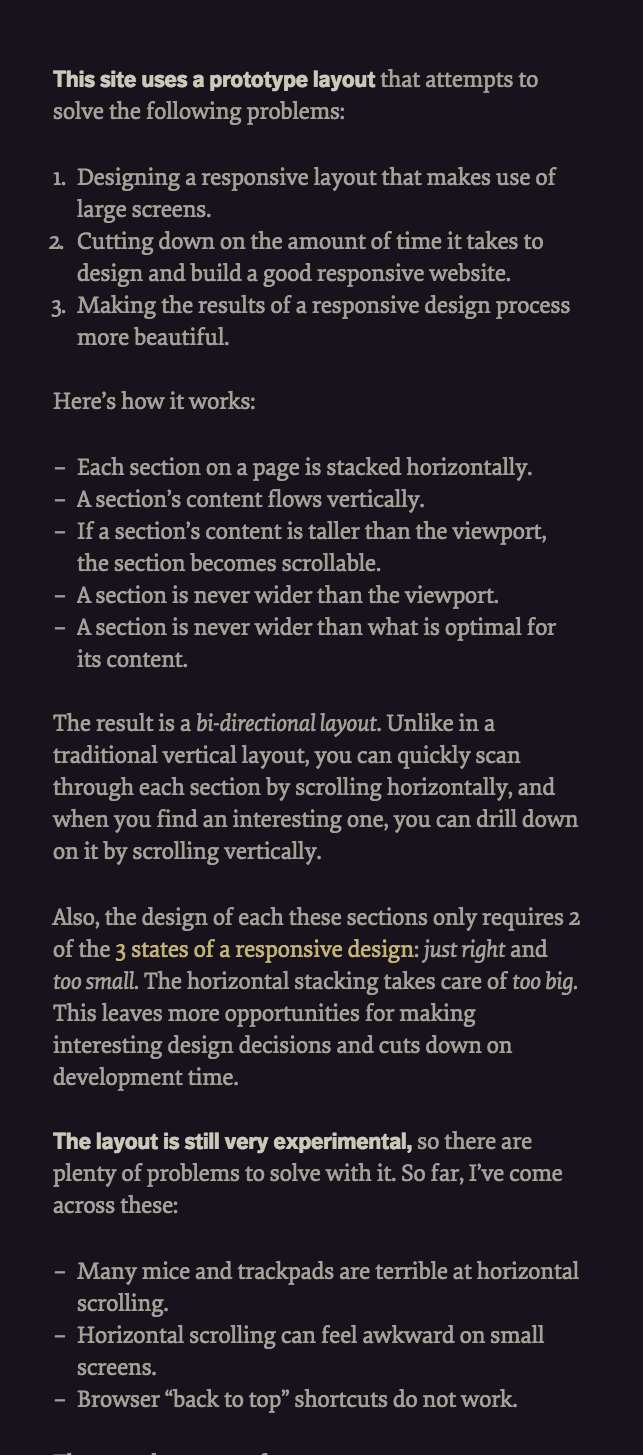 This site uses a prototype layout that attempts to
solve the following problems:
1. Designing a responsive layout that makes use of
large screens.
2. Cutting down on the amount of time it takes to
design and build a good responsive website.
3. Making the results of a responsive design process
more beautiful.
Here’s how it works:
– Each section on a page is stacked horizontally.
– A section’s content flows vertically.
– If a section’s content is taller than the viewport,
the section becomes scrollable.
– A section is never wider than the viewport.
– A section is never wider than what is optimal for
its content.
The result is a bi-directional layout. Unlike in a
traditional vertical layout, you can quickly scan
through each section by scrolling horizontally, and
when you find an interesting one, you can drill down
on it by scrolling vertically.
Also, the design of each these sections only requires 2
of the 3 states of a responsive design: just right and
too small. The horizontal stacking takes care of too big.
This leaves more opportunities for making
interesting design decisions and cuts down on
development time.
The layout is still very experimental, so there are
plenty of problems to solve with it. So far, I’ve come
across these:
– Many mice and trackpads are terrible at horizontal
scrolling.
– Horizontal scrolling can feel awkward on small
screens.
– Browser “back to top” shortcuts do not work.